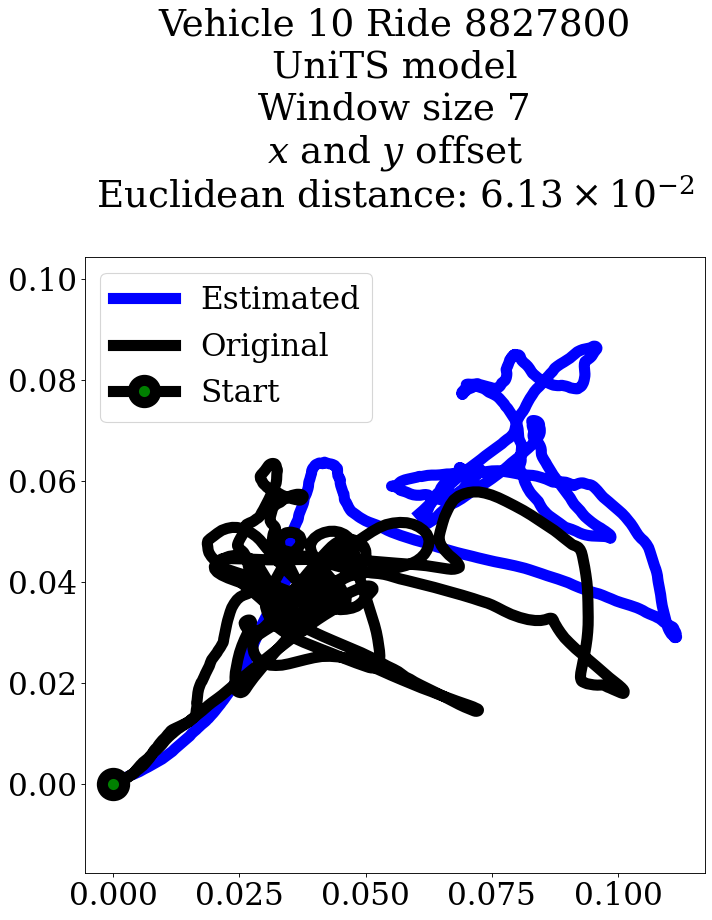 Vehicle 10 Ride 8827800
UniTS model
Window size 7
x and y offset
Euclidean distance: 6.13 × 10⁻²
Estimated
Original
Start
0.10
0.08
0.06
0.04
0.02
0.00
0.000 0.025 0.050 0.075 0.100